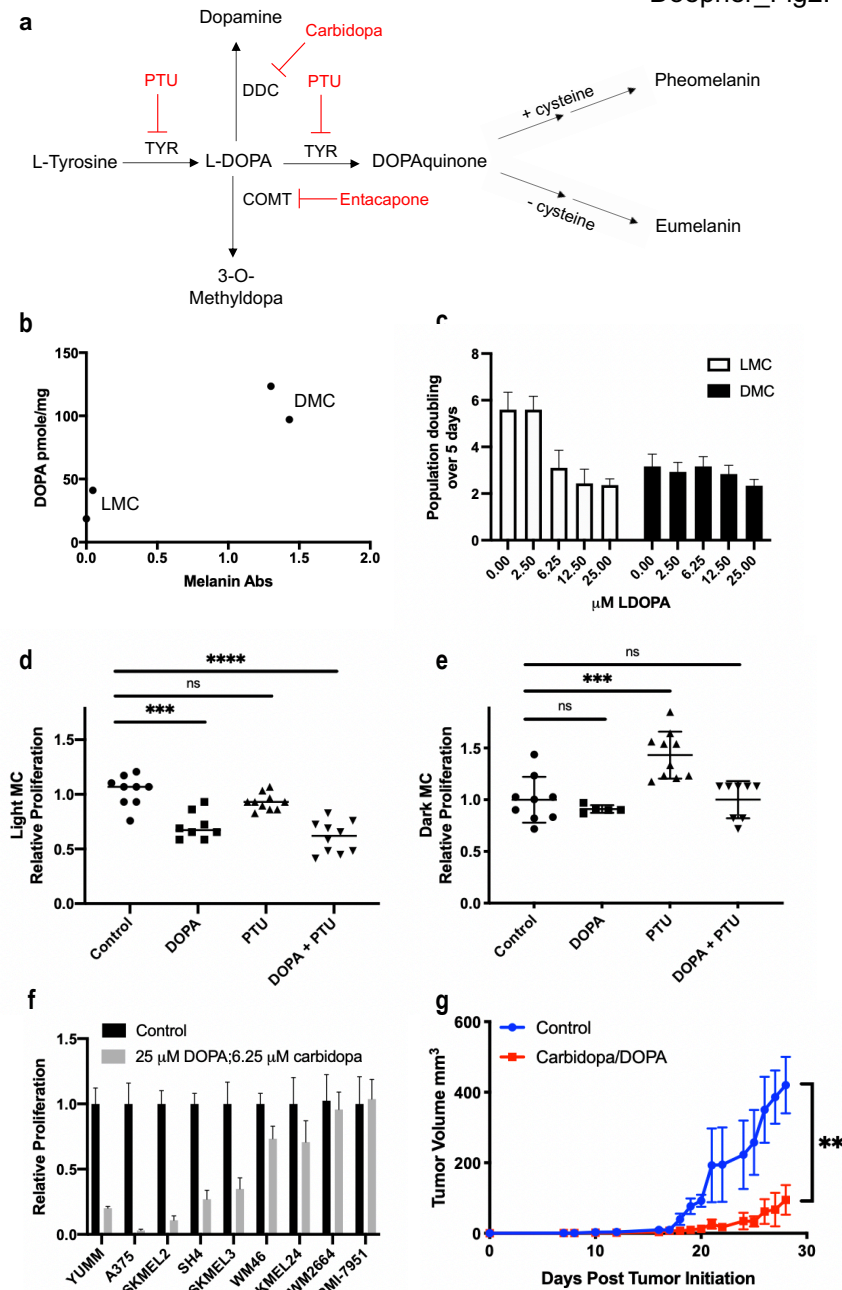 a
Dopamine
Carbidopa
PTU
DDC
PTU
+ cysteine
Pheomelanin
L-Tyrosine
TYR
L-DOPA
TYR
DOPAquinone
COMT
Entacapone
- cysteine
Eumelanin
3-O-
Methyldopa
b
DOPA pmole/mg
150
100
50
0
DMC
LMC
0.0 0.5 1.0 1.5 2.0
Melanin Abs
Population doubling
over 5 days
8
6
4
2
0
LMC
DMC
0.00 2.50 6.25 12.50 25.00 0.00 2.50 6.25 12.50 25.00
μM LDOPA
d
****
ns
***
Light MC
Relative Proliferation
1.5
1.0
0.5
0.0
Control DOPA PTU DOPA + PTU
e
ns
***
ns
Dark MC
Relative Proliferation
1.5
1.0
0.5
0.0
Control DOPA PTU DOPA + PTU
f
Control
25 μM DOPA;6.25 μM carbidopa
Relative Proliferation
1.5
1.0
0.5
0.0
YUMM A375 SKMEL2 SH4 SKMEL3 WM46 KMEL24 WM2664 MI-7951
g
Control
Carbidopa/DOPA
Tumor Volume mm³
600
400
200
0
**
0 10 20 30
Days Post Tumor Initiation